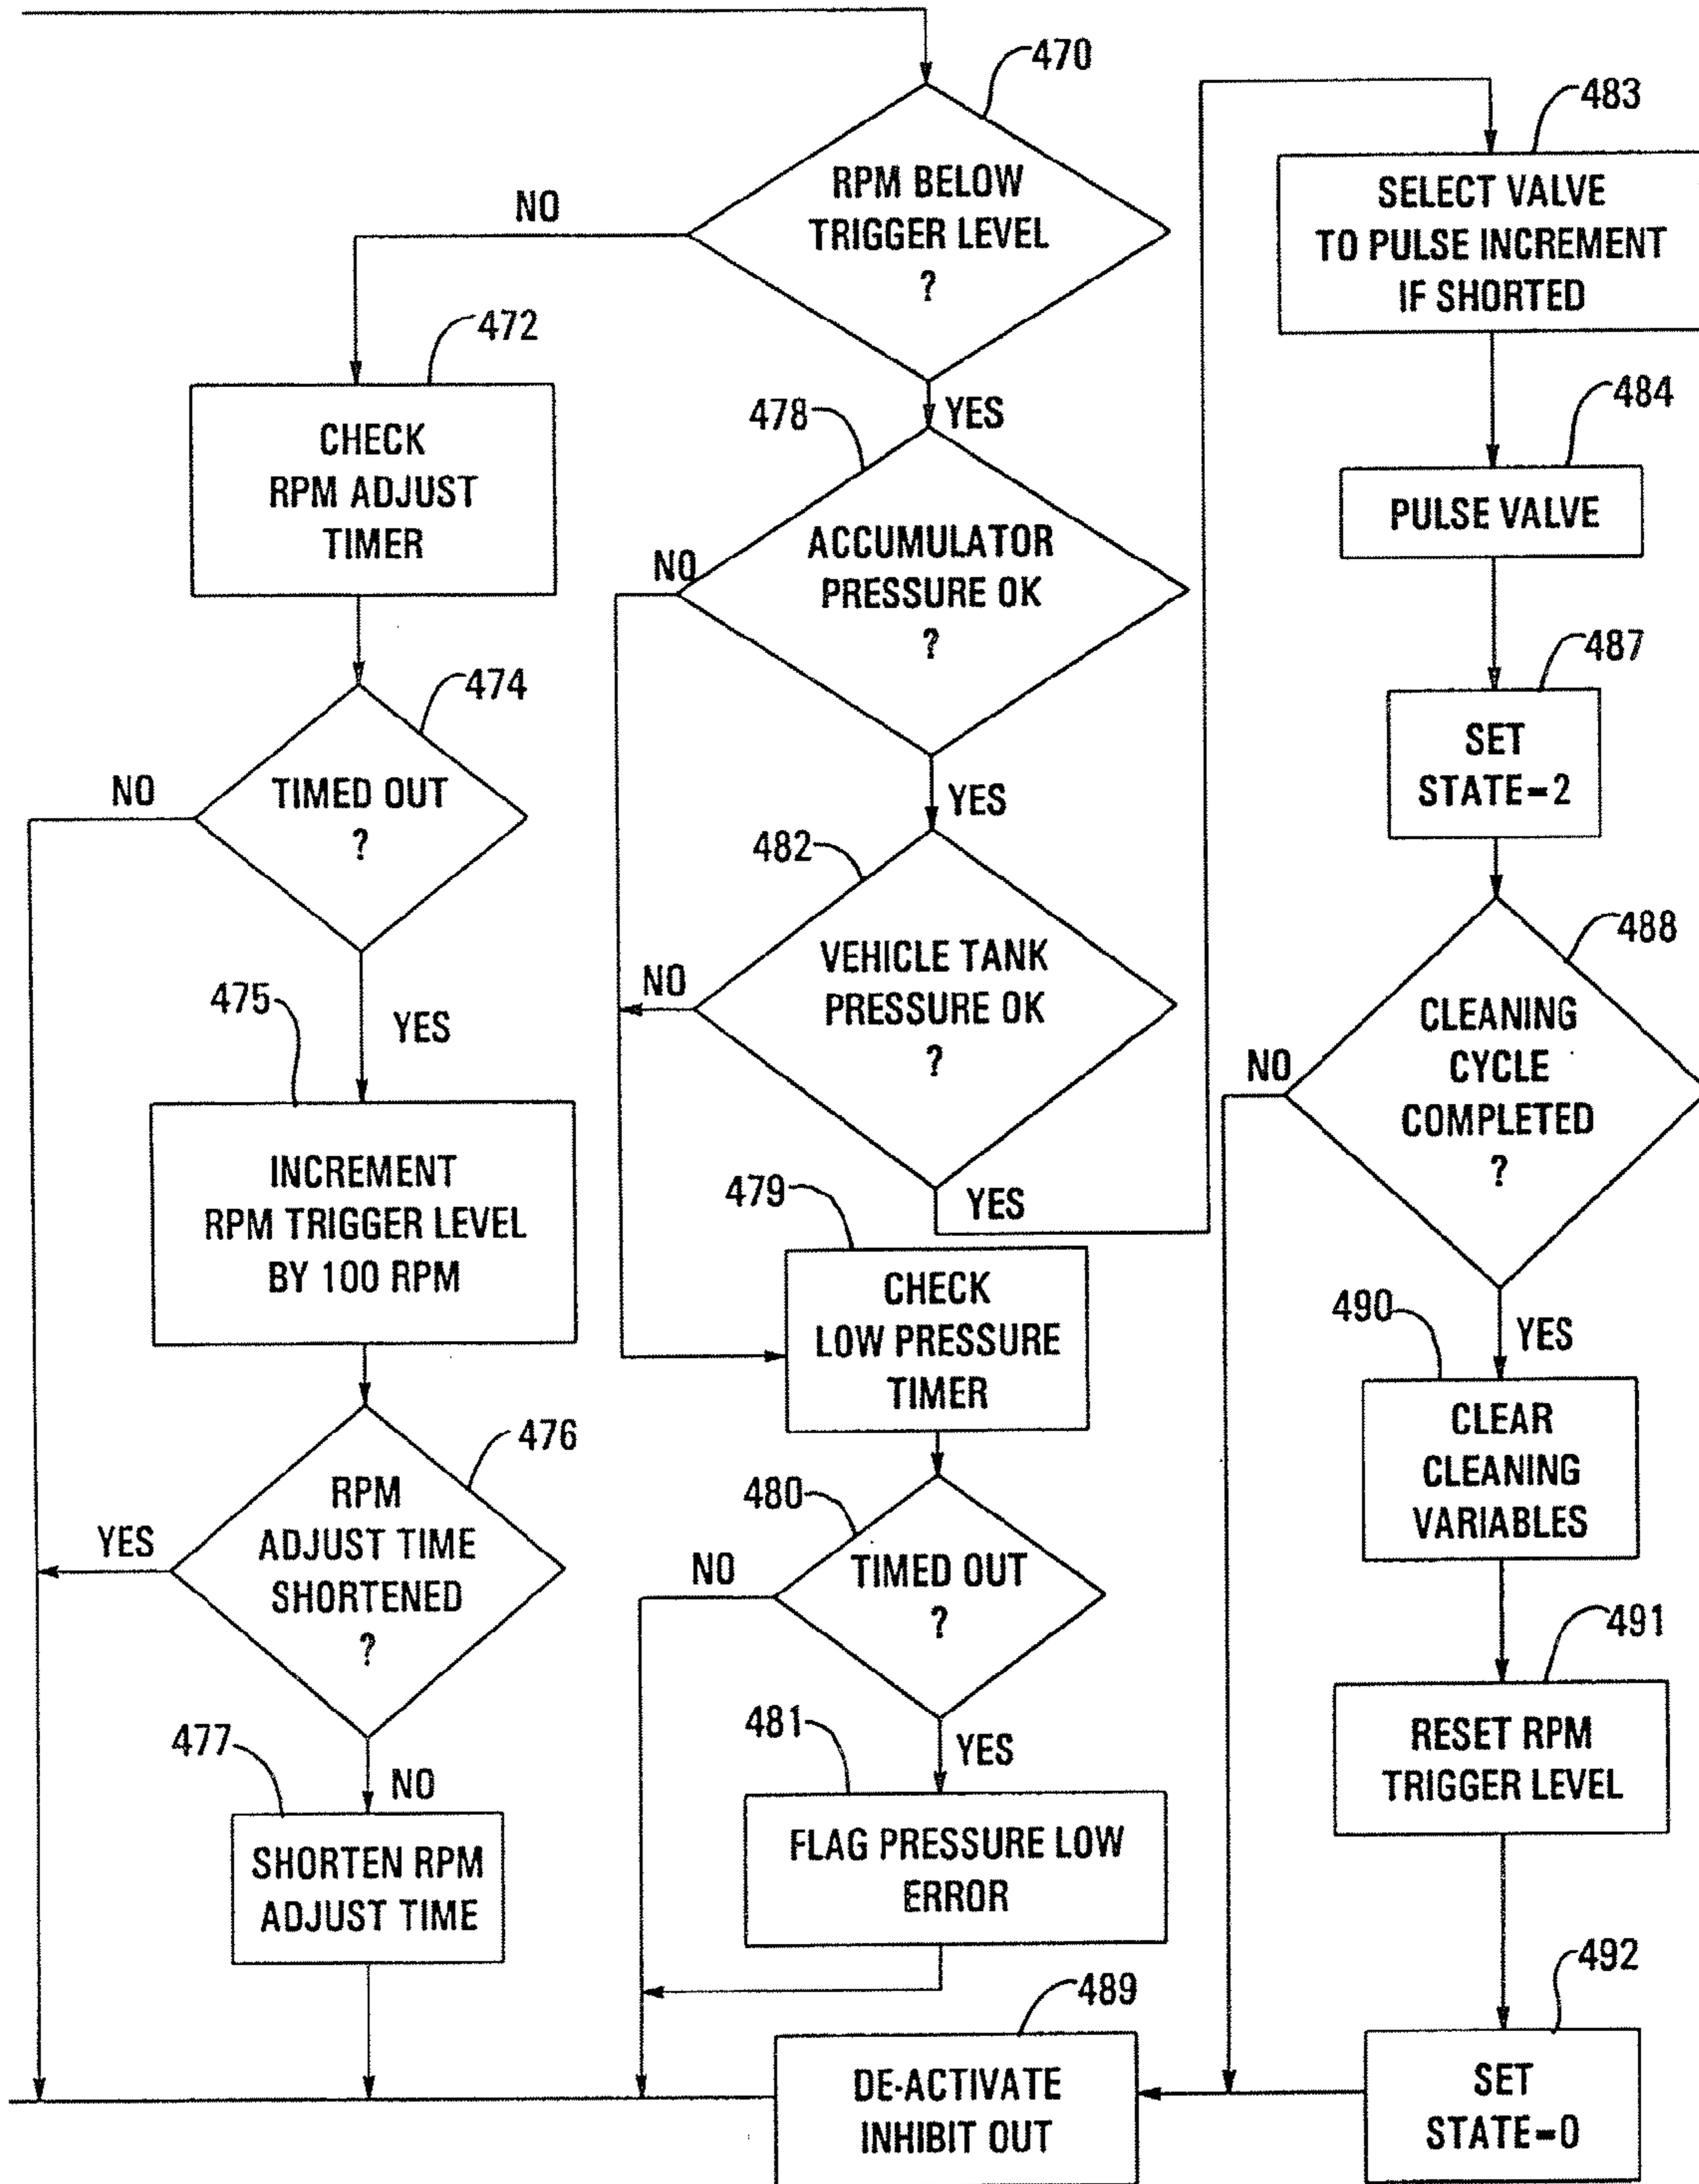 470
RPM BELOW
TRIGGER LEVEL
?
NO
YES
472
CHECK
RPM ADJUST
TIMER
474
TIMED OUT
?
NO
YES
475
INCREMENT
RPM TRIGGER LEVEL
BY 100 RPM
476
RPM
ADJUST TIME
SHORTENED
?
YES
NO
477
SHORTEN RPM
ADJUST TIME
478
ACCUMULATOR
PRESSURE OK
?
NO
YES
482
VEHICLE TANK
PRESSURE OK
?
NO
YES
479
CHECK
LOW PRESSURE
TIMER
480
TIMED OUT
?
NO
YES
481
FLAG PRESSURE LOW
ERROR
489
DE-ACTIVATE
INHIBIT OUT
483
SELECT VALVE
TO PULSE INCREMENT
IF SHORTED
484
PULSE VALVE
487
SET
STATE=2
488
CLEANING
CYCLE
COMPLETED
?
NO
YES
490
CLEAR
CLEANING
VARIABLES
491
RESET RPM
TRIGGER LEVEL
492
SET
STATE=0